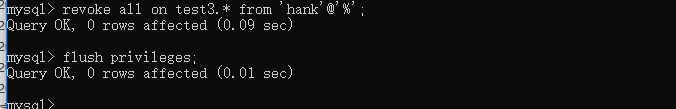 mysql> revoke all on test3.* from 'hank'@'%';
Query OK, 0 rows affected (0.09 sec)
mysql> flush privileges;
Query OK, 0 rows affected (0.01 sec)
mysql>